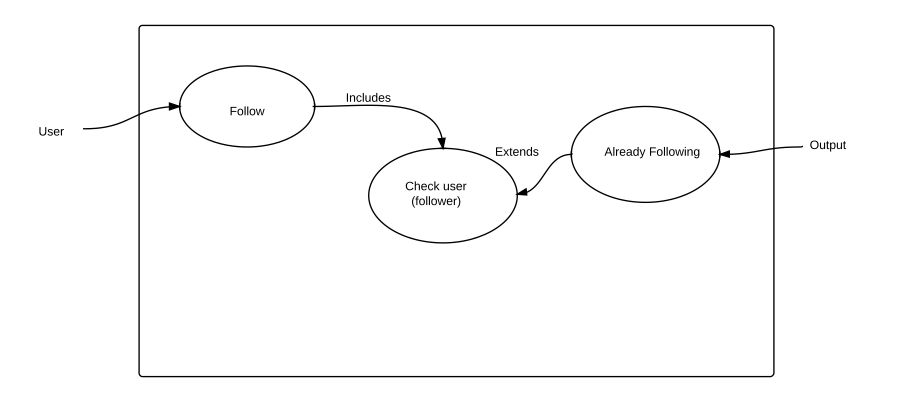 User
Follow
Includes
Check user
(follower)
Extends
Already Following
Output